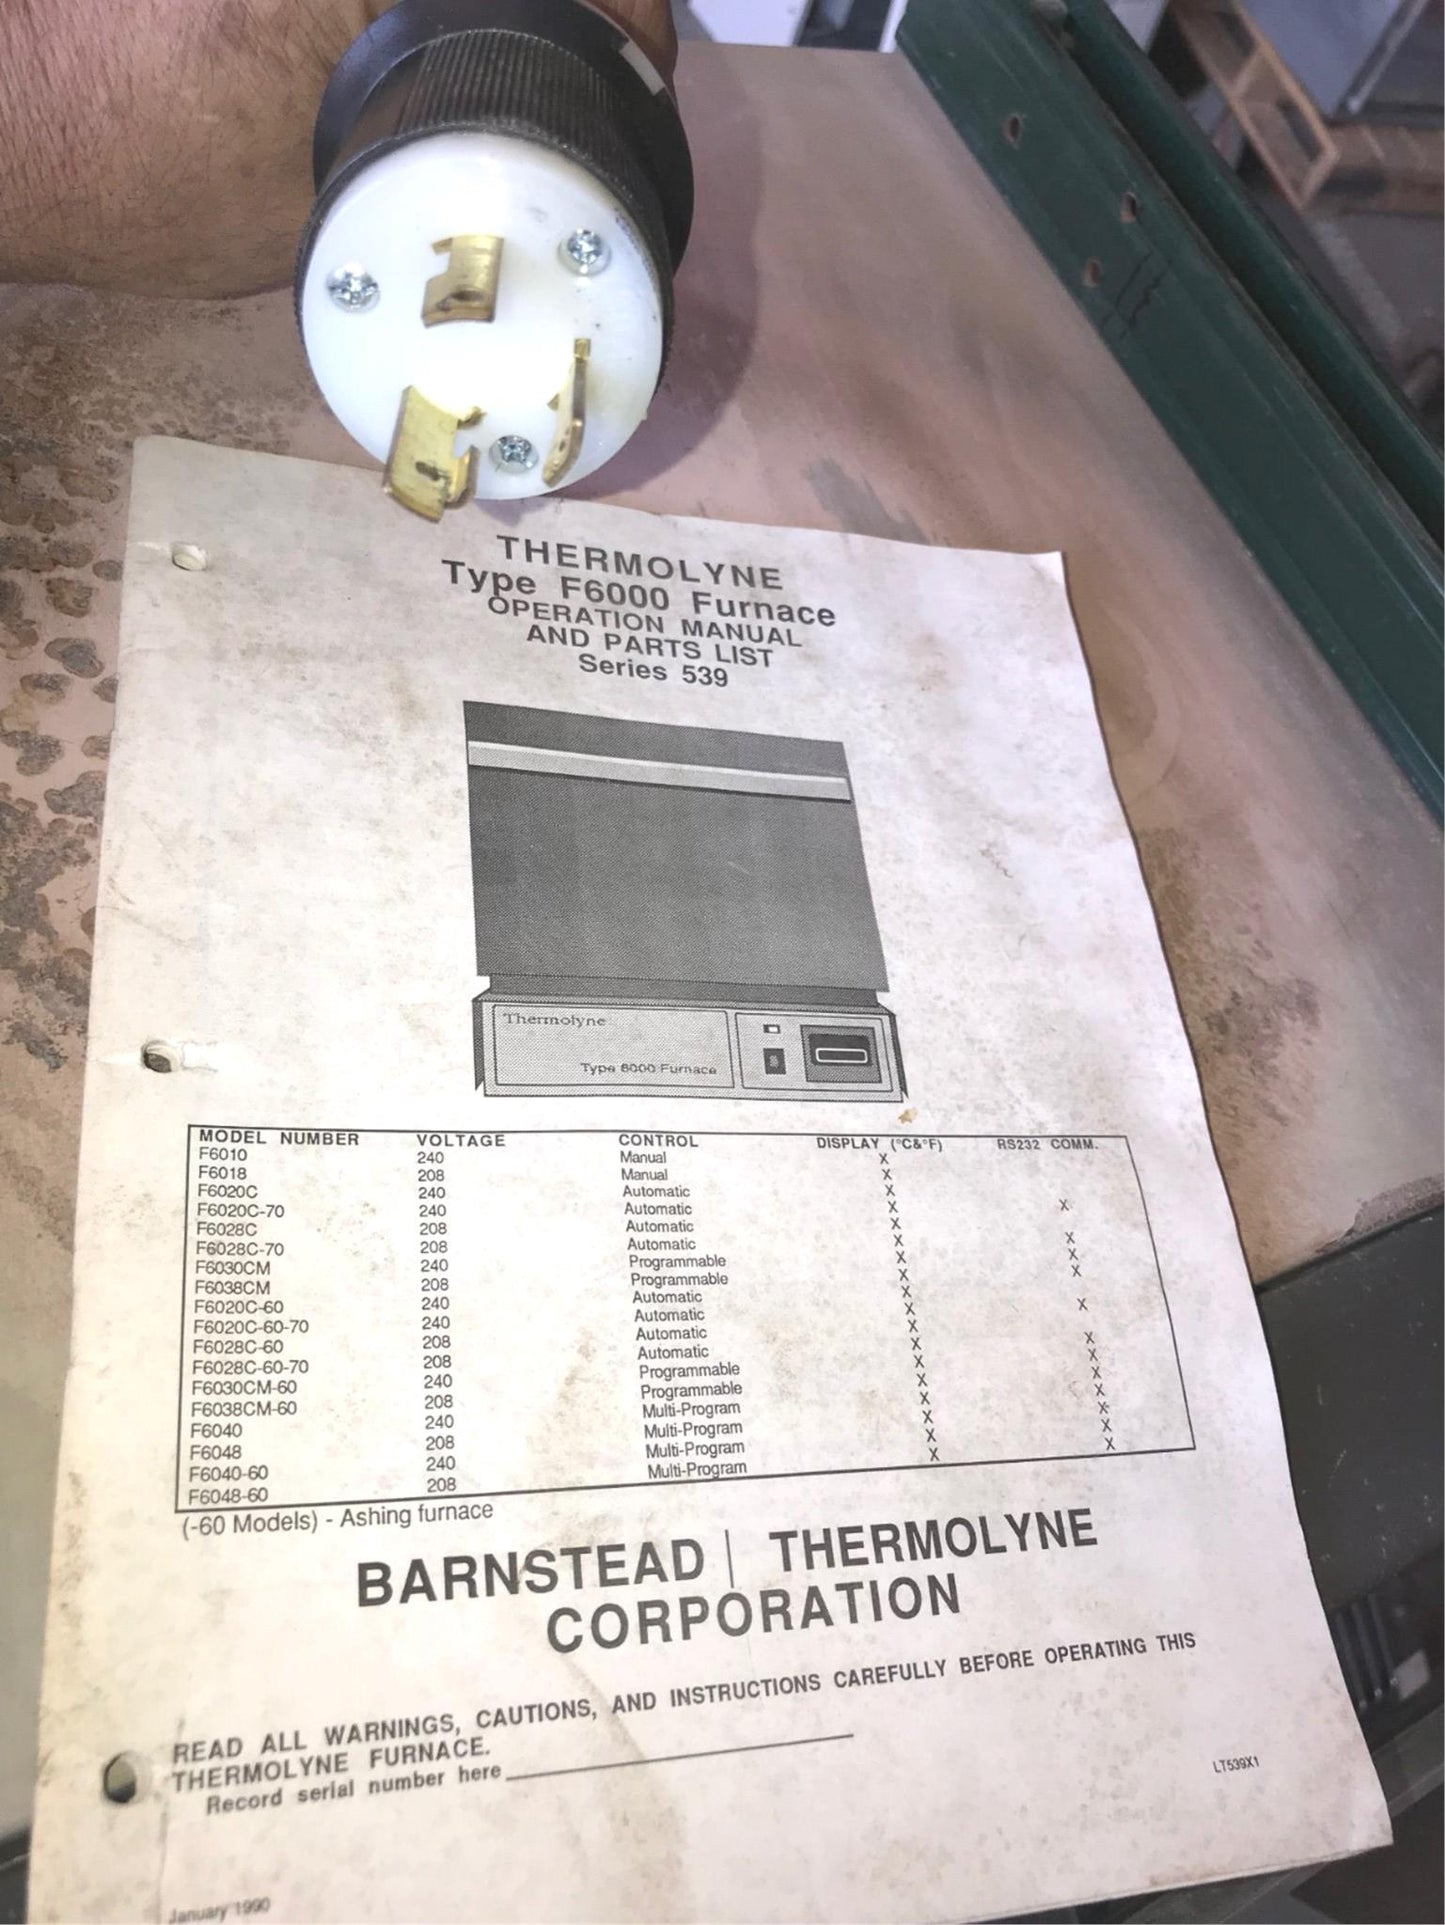 THERMOLYNE
Type F6000 Furnace
OPERATION MANUAL
AND PARTS LIST
Series 539
Thermolyne
Type 6000 Furnace
MODEL NUMBER VOLTAGE CONTROL DISPLAY (°C&°F) RS232 COMM.
F6010 240 Manual X
F6018 208 Manual X
F6020C 240 Automatic X
F6020C-70 240 Automatic X X
F6028C 208 Automatic X
F6028C-70 208 Automatic X X
F6030CM 240 Programmable X X
F6038CM 208 Programmable X X
F6020C-60 240 Automatic X
F6020C-60-70 240 Automatic X X
F6028C-60 208 Automatic X
F6028C-60-70 208 Automatic X X
F6030CM-60 240 Programmable X X
F6038CM-60 208 Programmable X X
F6040 240 Multi-Program X X
F6048 208 Multi-Program X X
F6040-60 240 Multi-Program X X
F6048-60 208 Multi-Program X X
(-60 Models) - Ashing furnace
BARNSTEAD | THERMOLYNE
CORPORATION
READ ALL WARNINGS, CAUTIONS, AND INSTRUCTIONS CAREFULLY BEFORE OPERATING THIS
THERMOLYNE FURNACE.
Record serial number here
LT539X1
January 1990